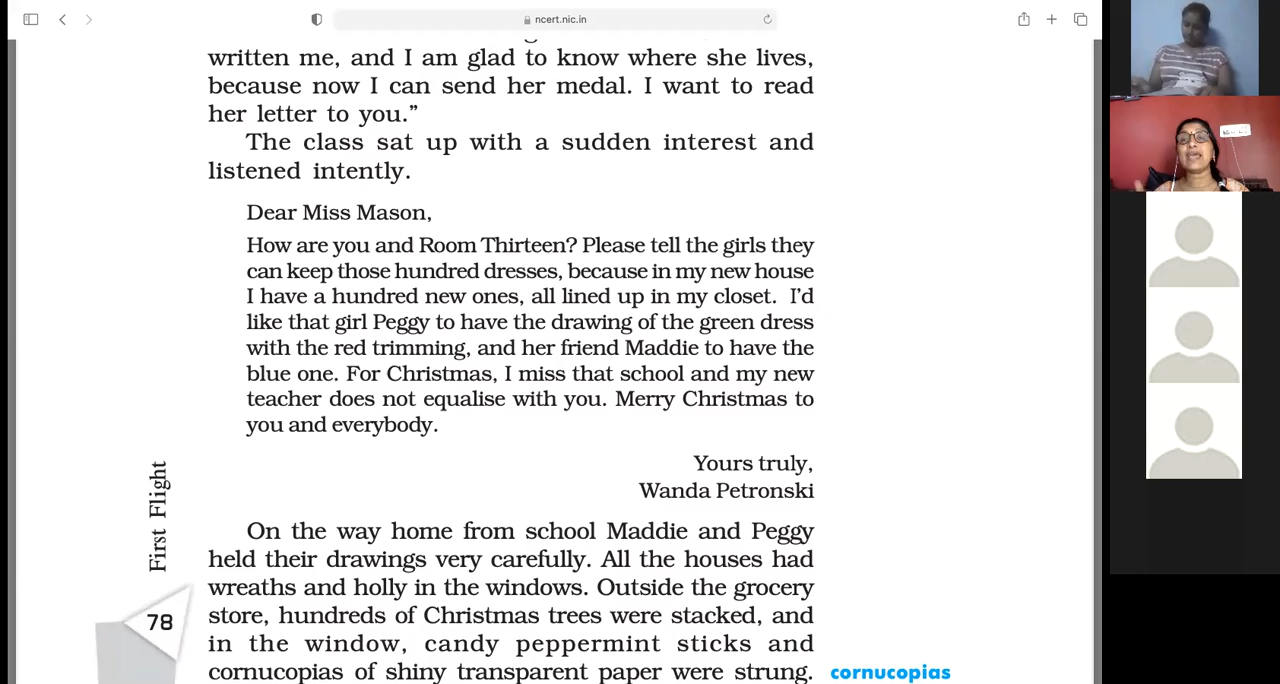 ncert.nic.in
written me, and I am glad to know where she lives,
because now I can send her medal. I want to read
her letter to you.”
The class sat up with a sudden interest and
listened intently.
Dear Miss Mason,
How are you and Room Thirteen? Please tell the girls they
can keep those hundred dresses, because in my new house
I have a hundred new ones, all lined up in my closet. I’d
like that girl Peggy to have the drawing of the green dress
with the red trimming, and her friend Maddie to have the
blue one. For Christmas, I miss that school and my new
teacher does not equalise with you. Merry Christmas to
you and everybody.
Yours truly,
Wanda Petronski
On the way home from school Maddie and Peggy
held their drawings very carefully. All the houses had
wreaths and holly in the windows. Outside the grocery
store, hundreds of Christmas trees were stacked, and
in the window, candy peppermint sticks and
cornucopias of shiny transparent paper were strung.
cornucopias
First Flight
78